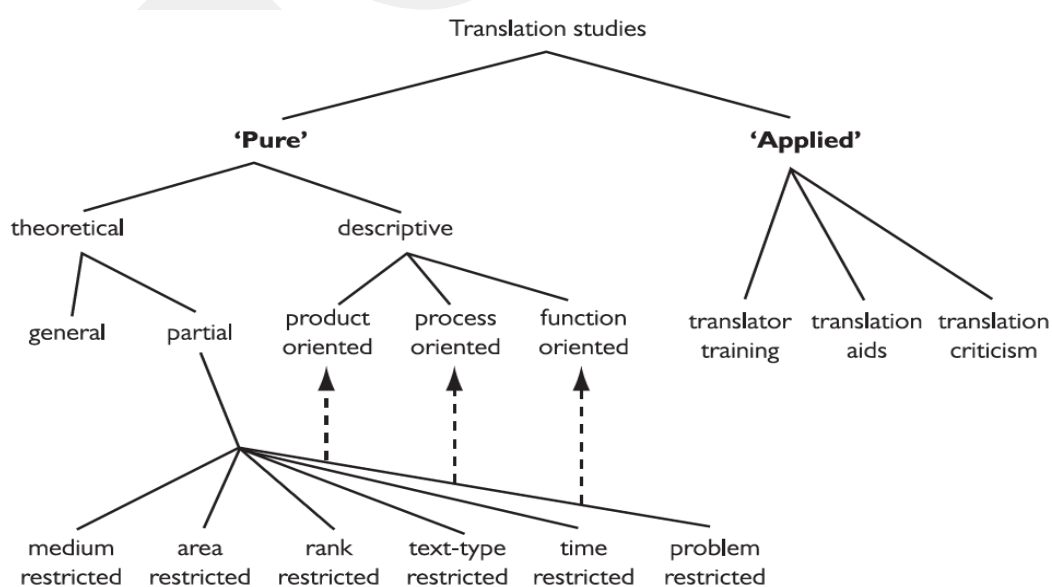 Translation studies
‘Pure’ ‘Applied’
theoretical descriptive
general partial product oriented process oriented function oriented translator training translation aids translation criticism
medium restricted area restricted rank restricted text-type restricted time restricted problem restricted